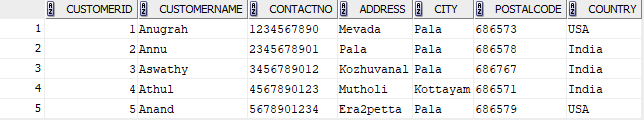 CUSTOMERID CUSTOMERNAME CONTACTNO ADDRESS CITY POSTALCODE COUNTRY
1 1 Anugrah 1234567890 Mevada Pala 686573 USA
2 2 Annu 2345678901 Pala Pala 686578 India
3 3 Aswathy 3456789012 Kozhuvanal Pala 686767 India
4 4 Athul 4567890123 Mutholi Kottayam 686571 India
5 5 Anand 5678901234 Era2petta Pala 686579 USA